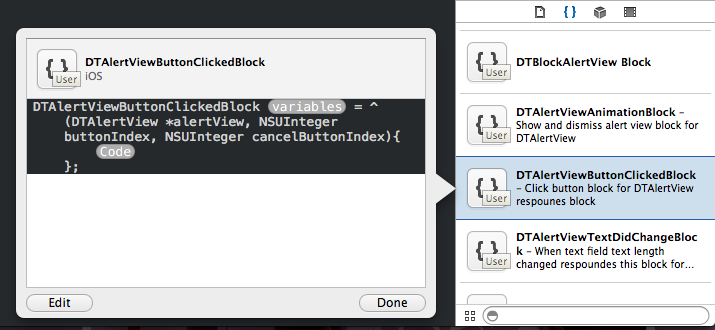 DTAlertViewButtonClickedBlock
iOS
{ }
User
DTAlertViewButtonClickedBlock variables = ^
(DTAlertView *alertView, NSUInteger
buttonIndex, NSUInteger cancelButtonIndex){
Code
};
Edit
Done
{ }
{ }
User
DTBlockAlertView Block
{ }
User
DTAlertViewAnimationBlock –
Show and dismiss alert view block for
DTAlertView
{ }
User
DTAlertViewButtonClickedBlock
– Click button block for DTAlertView
respounes block
{ }
User
DTAlertViewTextDidChangeBloc
k – When text field text length
changed respoundes this block for...